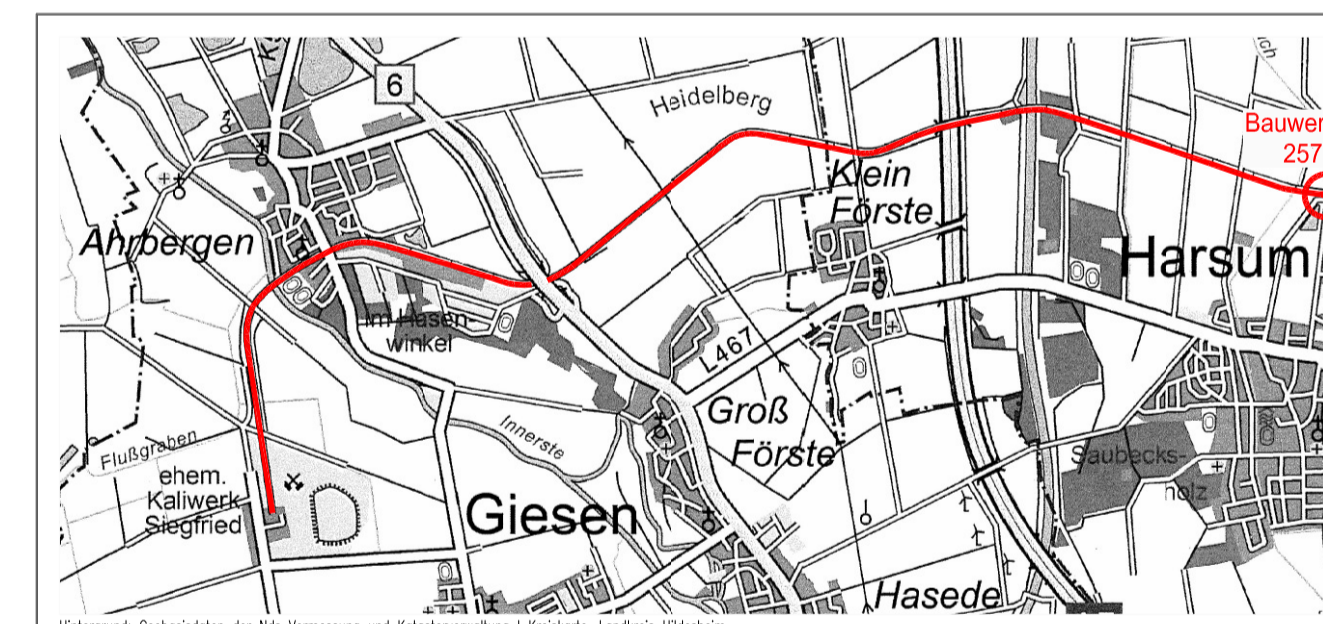 6
Heidelberg
Bauwer
257
Klein
Förste
Ahrbergen
Harsum
Im Hasen-
winkel
L467
Groß
Förste
Innerste
Flußgraben
Saubecks-
holz
ehem.
Kaliwerk
Siegfried
Giesen
Hasede